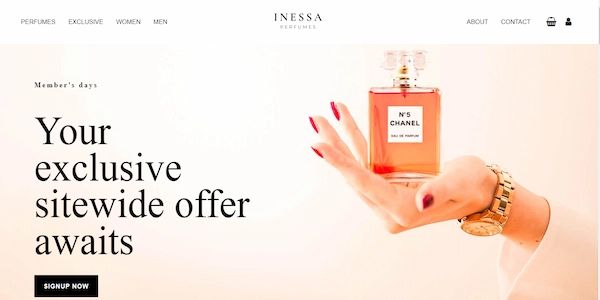 PERFUMES EXCLUSIVE WOMEN MEN
INESSA
PERFUMES
ABOUT CONTACT
Member's days
Your
exclusive
sitewide offer
awaits
SIGNUP NOW
N°5
CHANEL
EAU DE PARFUM